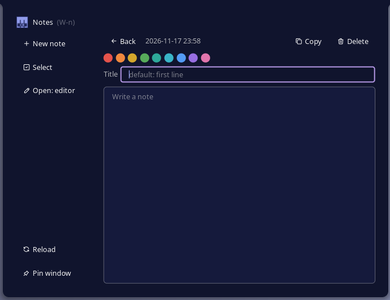 Notes (W-n)
+ New note
Select
Open: editor
Reload
Pin window
← Back 2026-11-17 23:58 Copy Delete
Title default: first line
Write a note